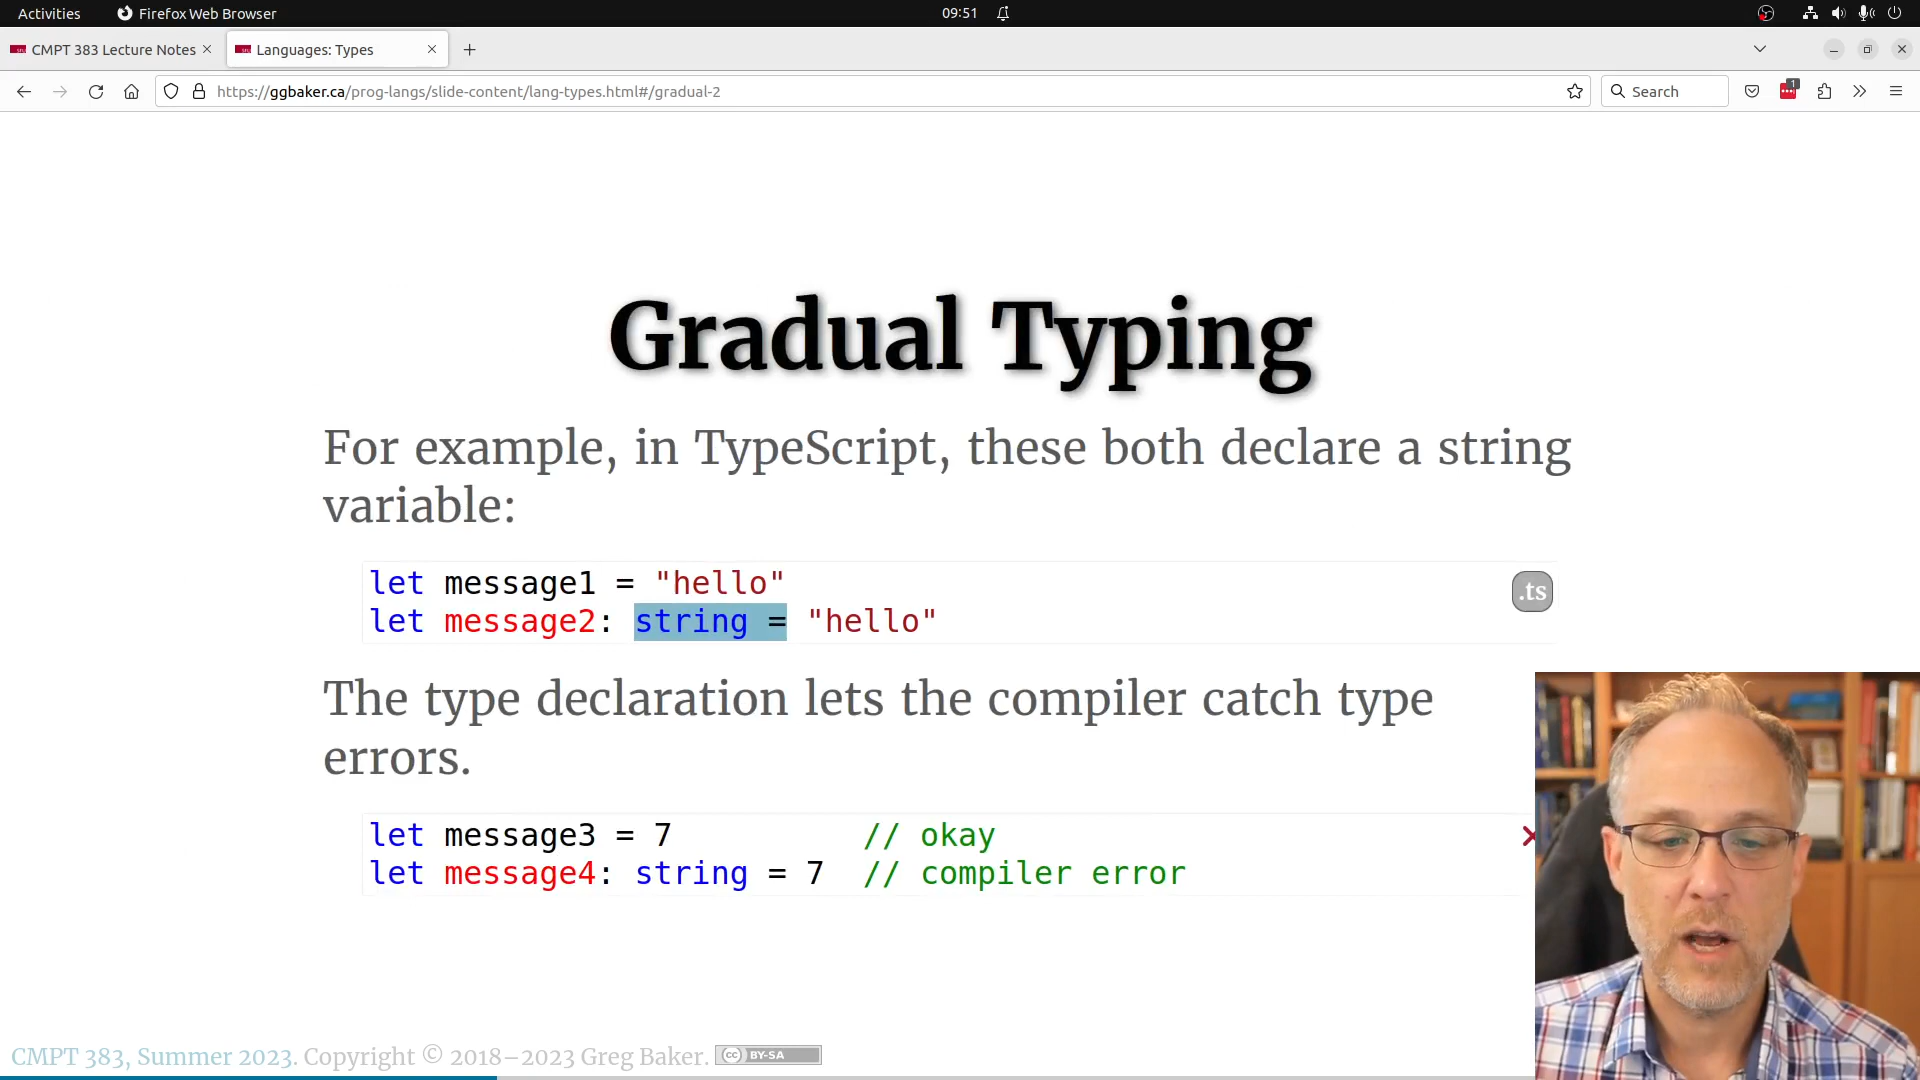 Activities Firefox Web Browser 09:51
CMPT 383 Lecture Notes Languages: Types
https://ggbaker.ca/prog-langs/slide-content/lang-types.html#/gradual-2 Search 1
Gradual Typing
For example, in TypeScript, these both declare a string
variable:
let message1 = "hello"
let message2: string = "hello"
.ts
The type declaration lets the compiler catch type
errors.
let message3 = 7 // okay
let message4: string = 7 // compiler error
CMPT 383, Summer 2023. Copyright © 2018–2023 Greg Baker. cc BY-SA